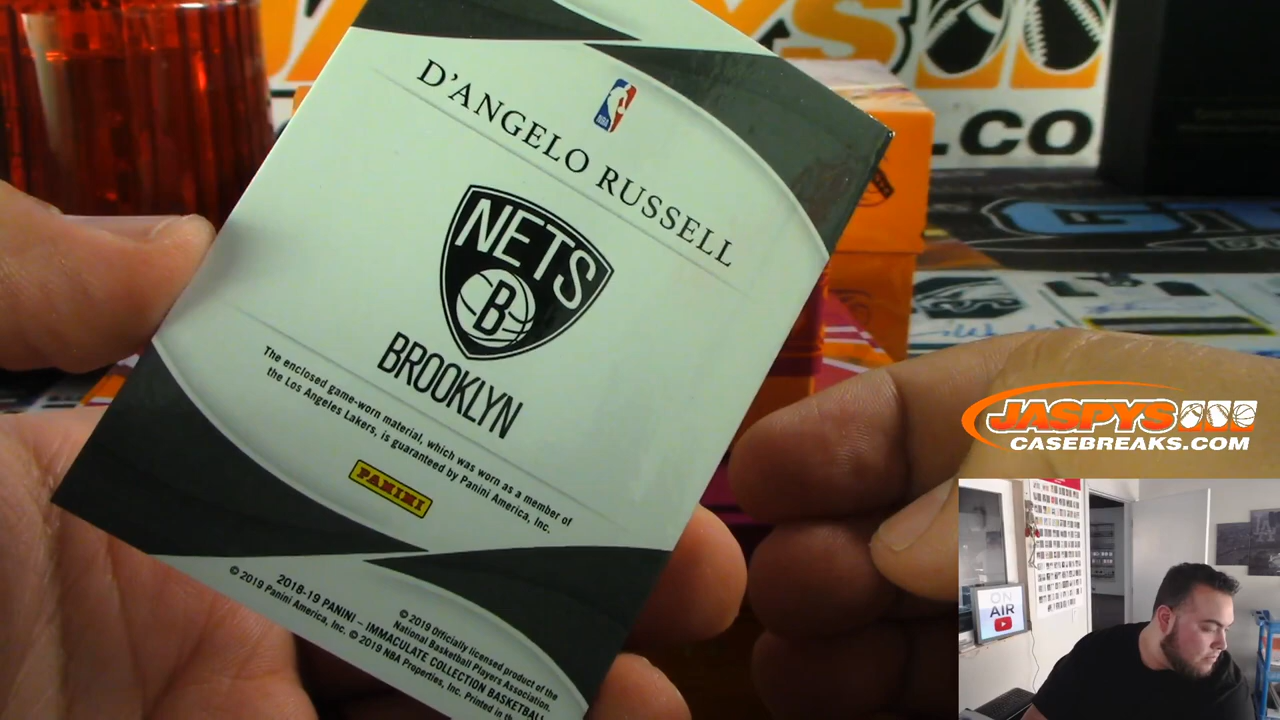 D'ANGELO RUSSELL
NETS
B
BROOKLYN
The enclosed game-worn material, which was worn as a member of
the Los Angeles Lakers, is guaranteed by Panini America, Inc.
PANINI
2018-19 PANINI – IMMACULATE COLLECTION BASKETBALL
© 2019 Panini America, Inc. © 2019 NBA Properties, Inc. Printed in the
© 2019 Officially licensed product of the
National Basketball Players Association.
.CO
JASPYS
CASEBREAKS.COM
ON
AIR